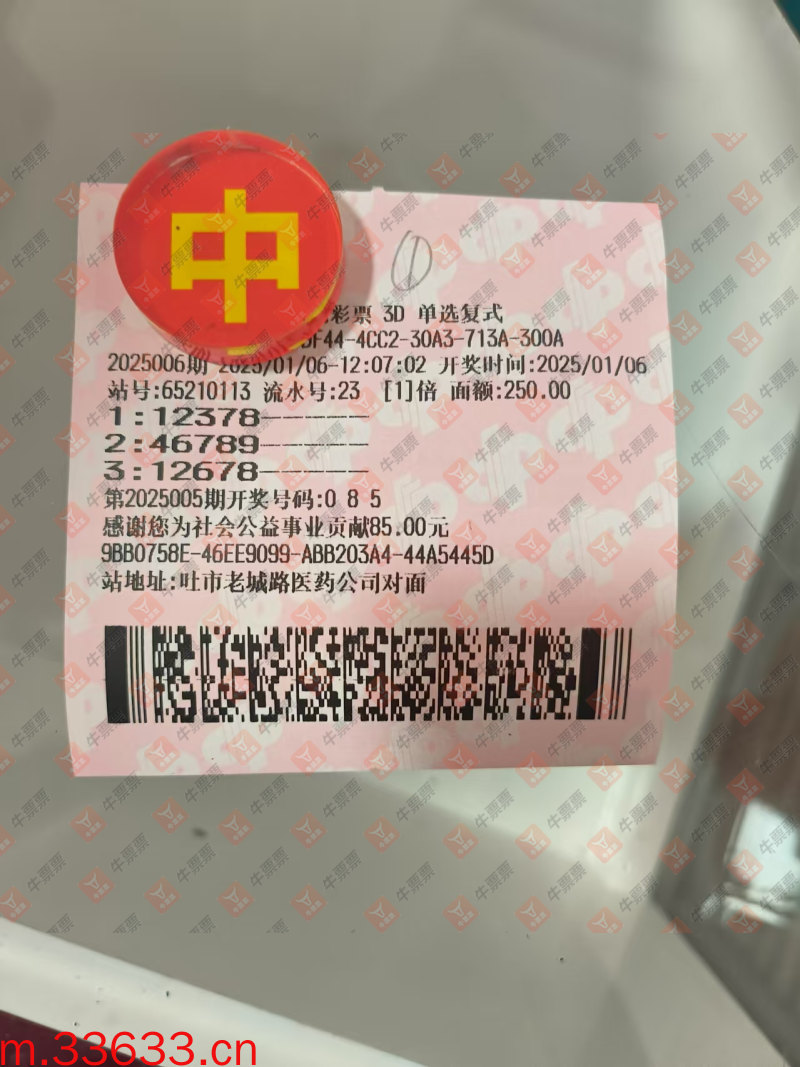 中
①
彩票 3D 单选复式
5F44-4CC2-30A3-713A-300A
2025006期 2025/01/06-12:07:02 开奖时间:2025/01/06
站号:65210113 流水号:23 [1]倍 面额:250.00
1:12378-----
2:46789-----
3:12678-----
第2025005期开奖号码:0 8 5
感谢您为社会公益事业贡献85.00元
9BB0758E-46EE9099-ABB203A4-44A5445D
站地址:吐市老城路医药公司对面
牛票票
m.33633.cn